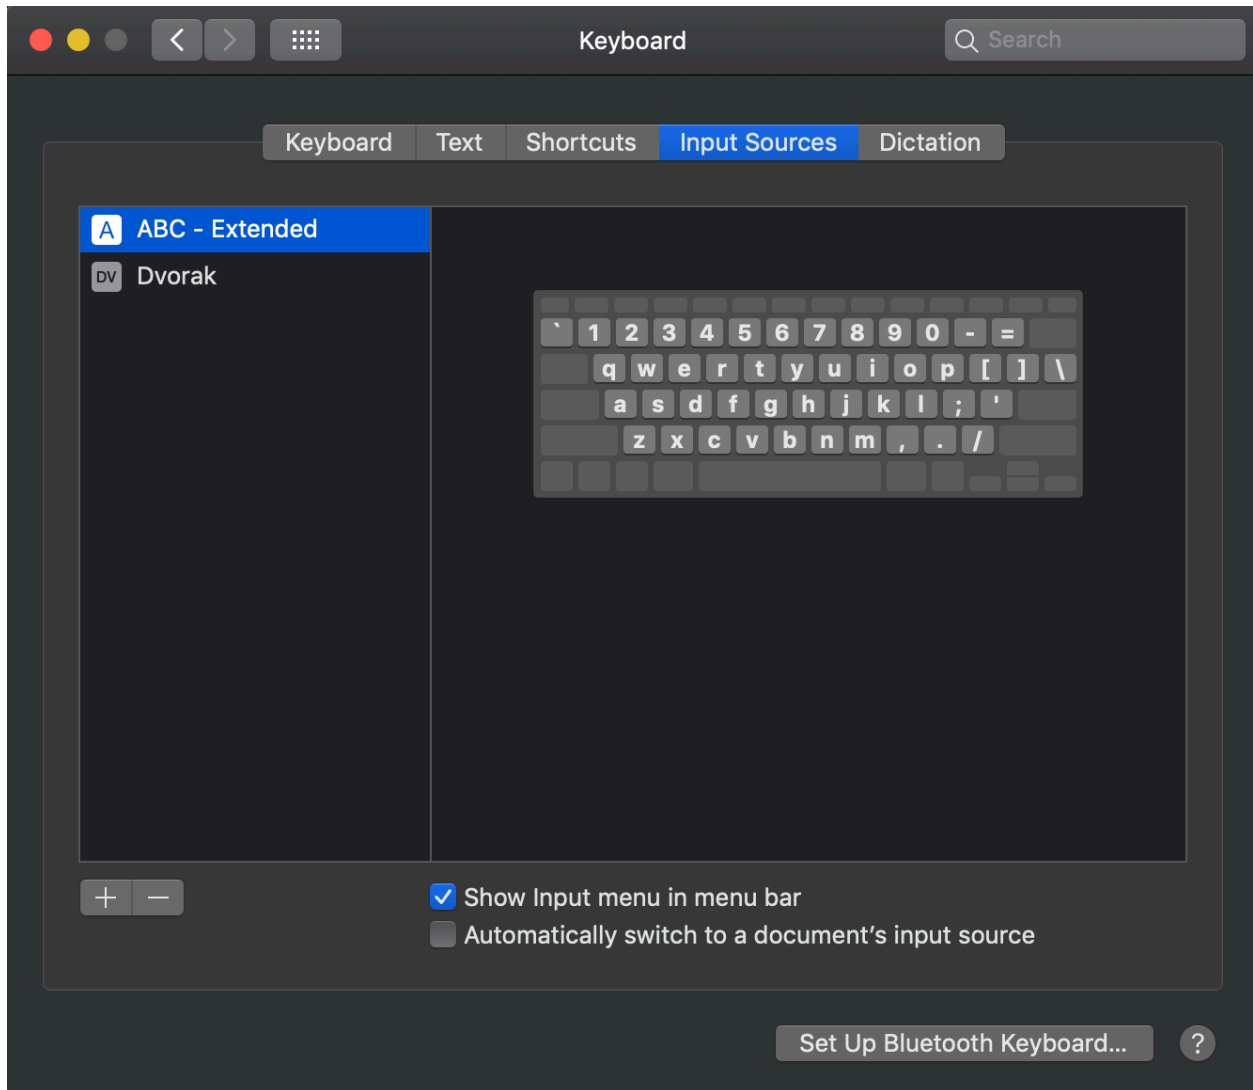 Keyboard
Search
Keyboard Text Shortcuts Input Sources Dictation
A ABC - Extended
DV Dvorak
` 1 2 3 4 5 6 7 8 9 0 - =
q w e r t y u i o p [ ] \
a s d f g h j k l ; '
z x c v b n m , . /
Show Input menu in menu bar
Automatically switch to a document’s input source
Set Up Bluetooth Keyboard... ?